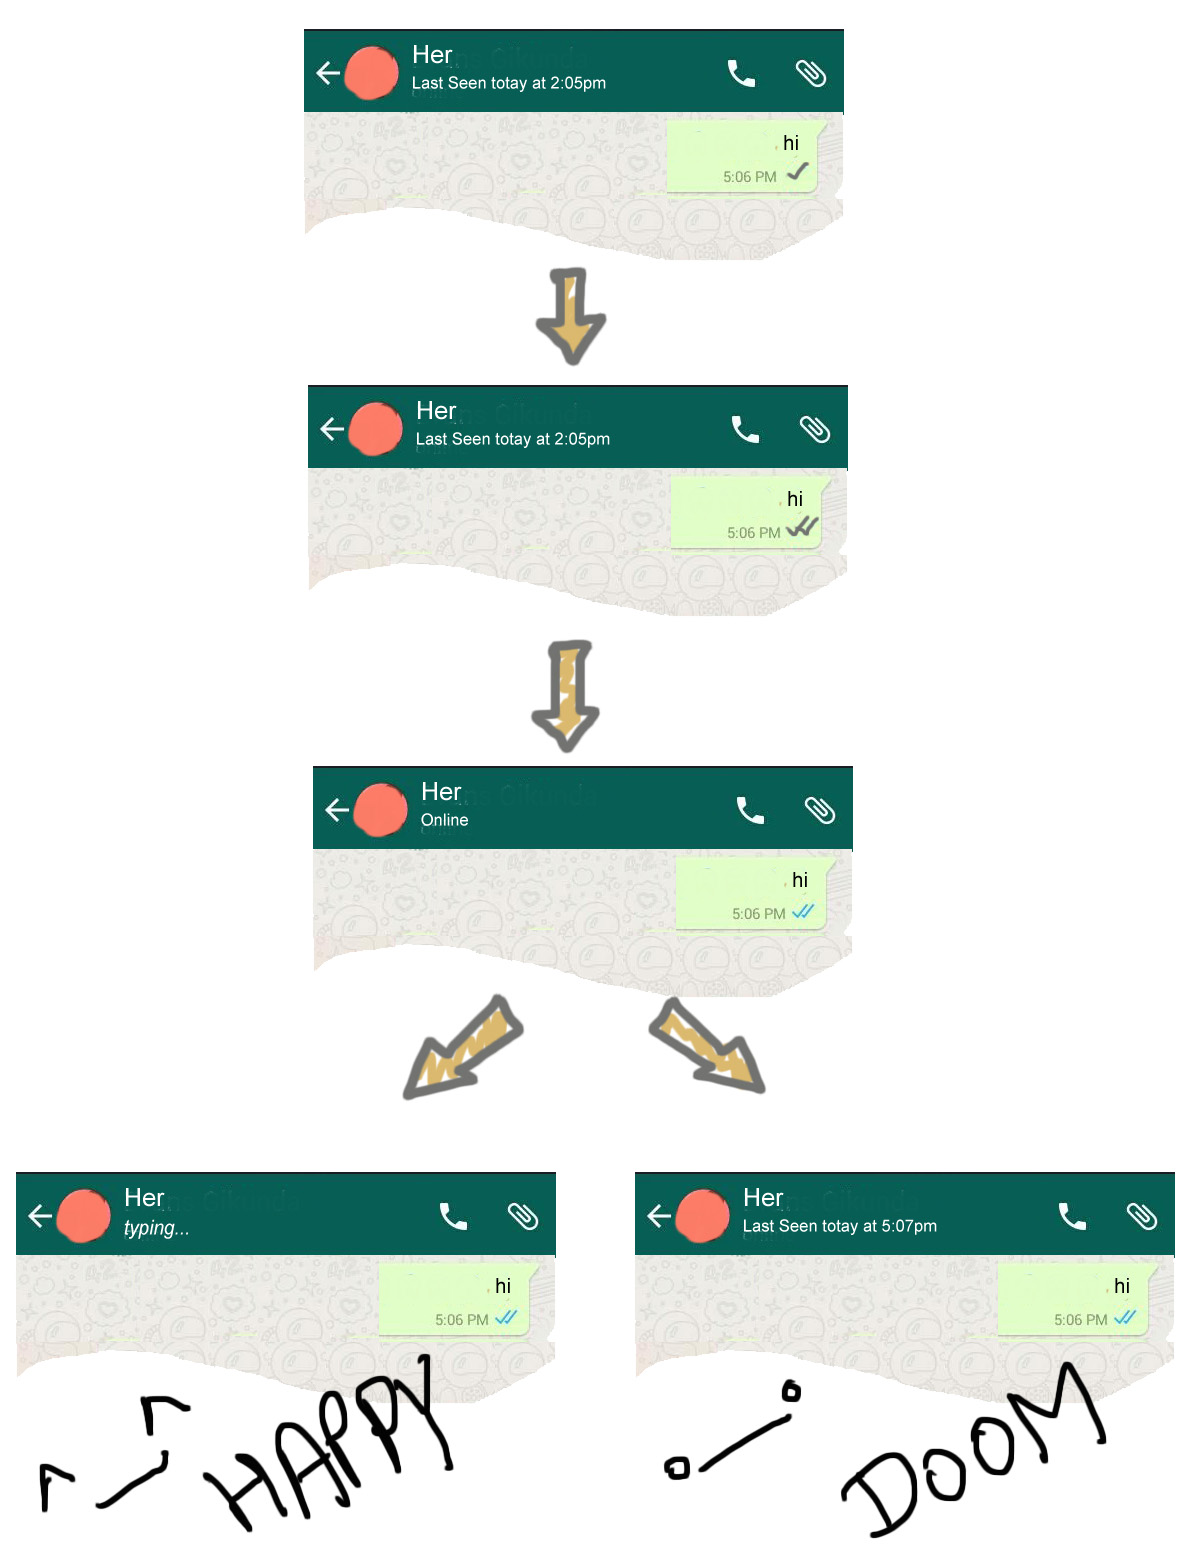 Her
Last Seen totay at 2:05pm
hi
5:06 PM
Her
Last Seen totay at 2:05pm
hi
5:06 PM
Her
Online
hi
5:06 PM
Her
typing...
hi
5:06 PM
HAPPY
Her
Last Seen totay at 5:07pm
hi
5:06 PM
DOOM